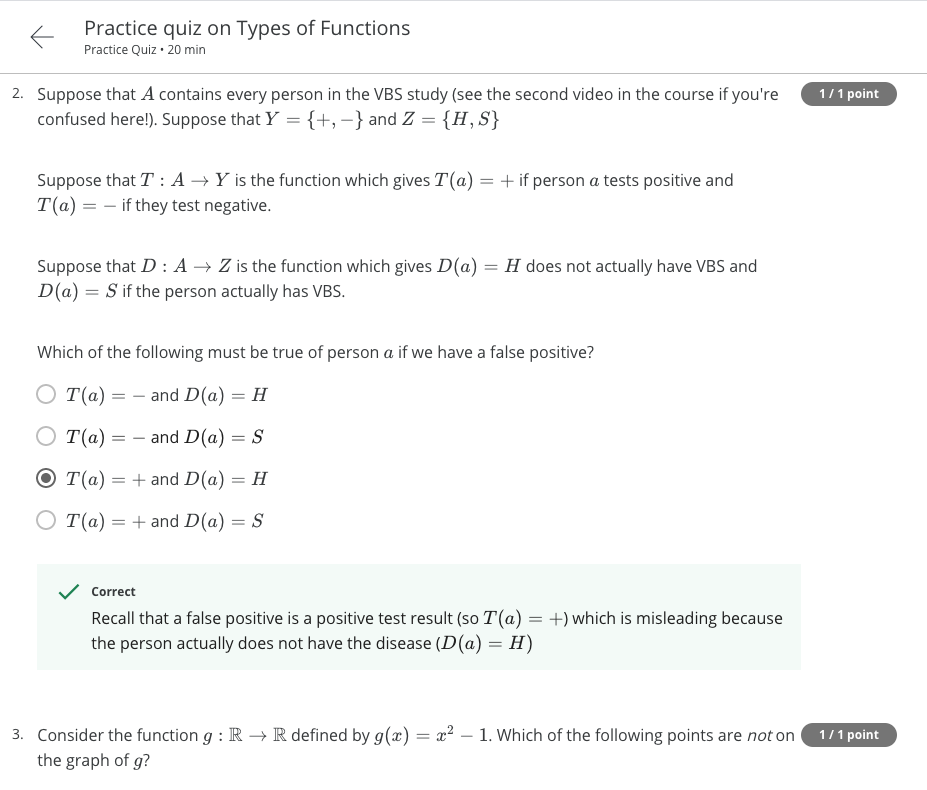 Practice quiz on Types of Functions
Practice Quiz • 20 min
2. Suppose that A contains every person in the VBS study (see the second video in the course if you're
1 / 1 point
confused here!). Suppose that Y = {+, −} and Z = {H, S}
Suppose that T : A → Y is the function which gives T(a) = + if person a tests positive and
T(a) = − if they test negative.
Suppose that D : A → Z is the function which gives D(a) = H does not actually have VBS and
D(a) = S if the person actually has VBS.
Which of the following must be true of person a if we have a false positive?
T(a) = − and D(a) = H
T(a) = − and D(a) = S
T(a) = + and D(a) = H
T(a) = + and D(a) = S
Correct
Recall that a false positive is a positive test result (so T(a) = +) which is misleading because
the person actually does not have the disease (D(a) = H)
3. Consider the function g : ℝ → ℝ defined by g(x) = x² − 1. Which of the following points are not on
1 / 1 point
the graph of g?